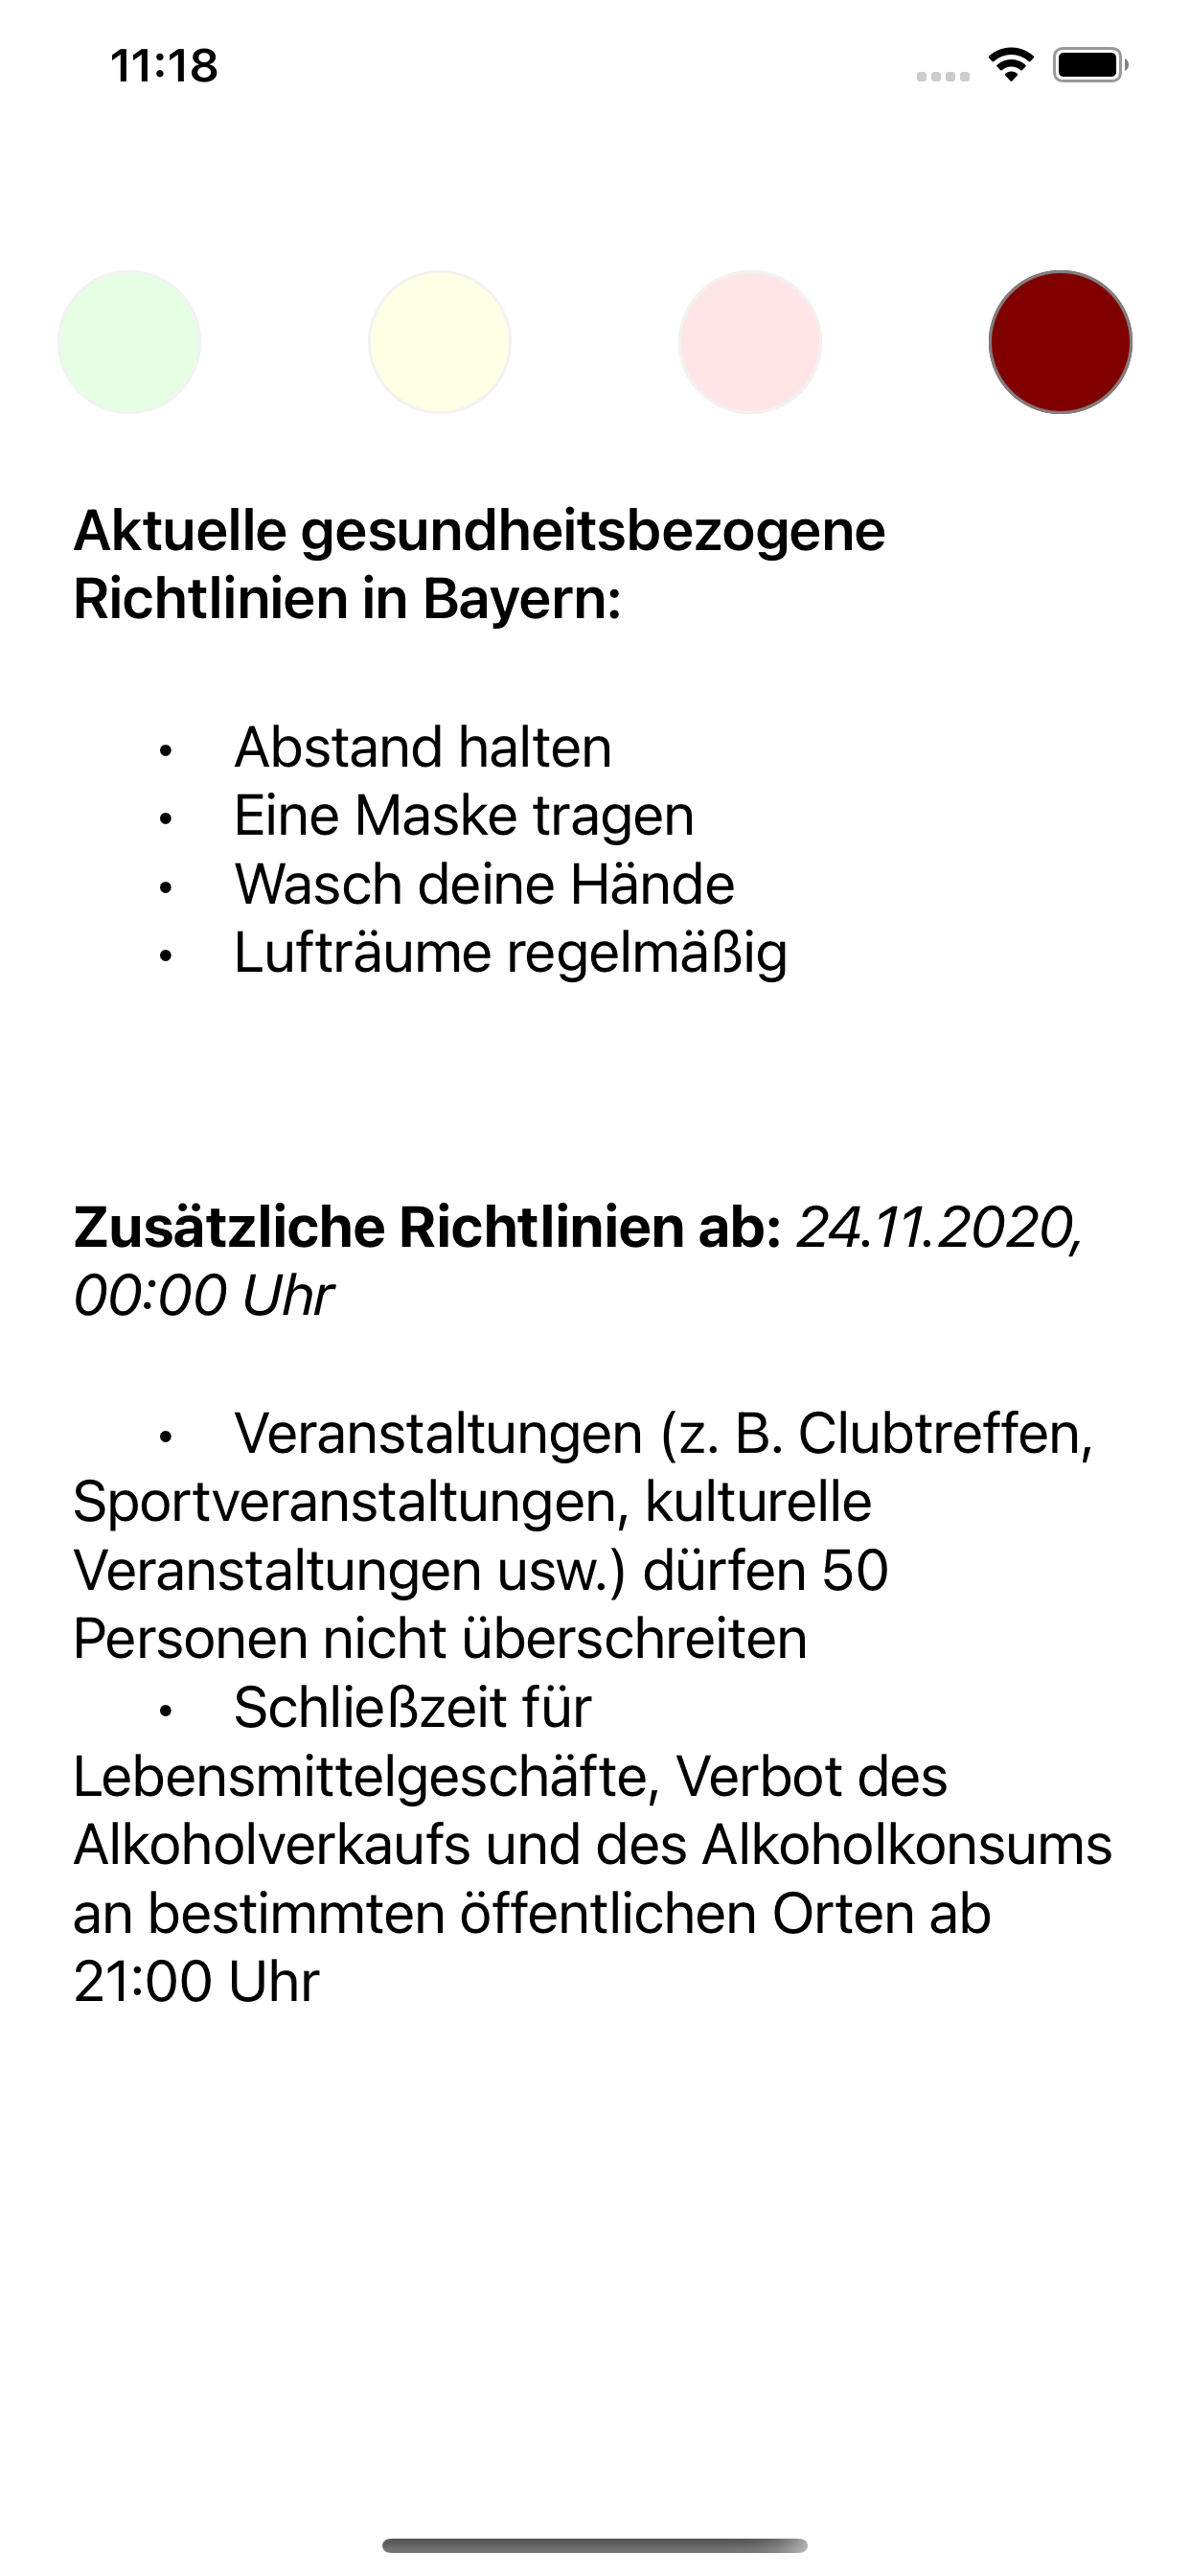 11:18
Aktuelle gesundheitsbezogene
Richtlinien in Bayern:
• Abstand halten
• Eine Maske tragen
• Wasch deine Hände
• Lufträume regelmäßig
Zusätzliche Richtlinien ab: 24.11.2020,
00:00 Uhr
• Veranstaltungen (z. B. Clubtreffen,
Sportveranstaltungen, kulturelle
Veranstaltungen usw.) dürfen 50
Personen nicht überschreiten
• Schließzeit für
Lebensmittelgeschäfte, Verbot des
Alkoholverkaufs und des Alkoholkonsums
an bestimmten öffentlichen Orten ab
21:00 Uhr